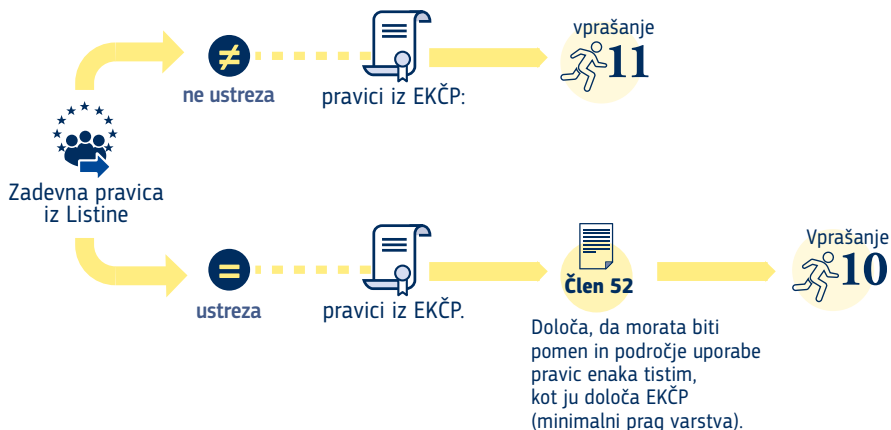 Zadevna pravica
iz Listine
≠
ne ustreza
pravici iz EKČP:
vprašanje
11
=
ustreza
pravici iz EKČP.
Člen 52
Določa, da morata biti
pomen in področje uporabe
pravic enaka tistim,
kot ju določa EKČP
(minimalni prag varstva).
Vprašanje
10